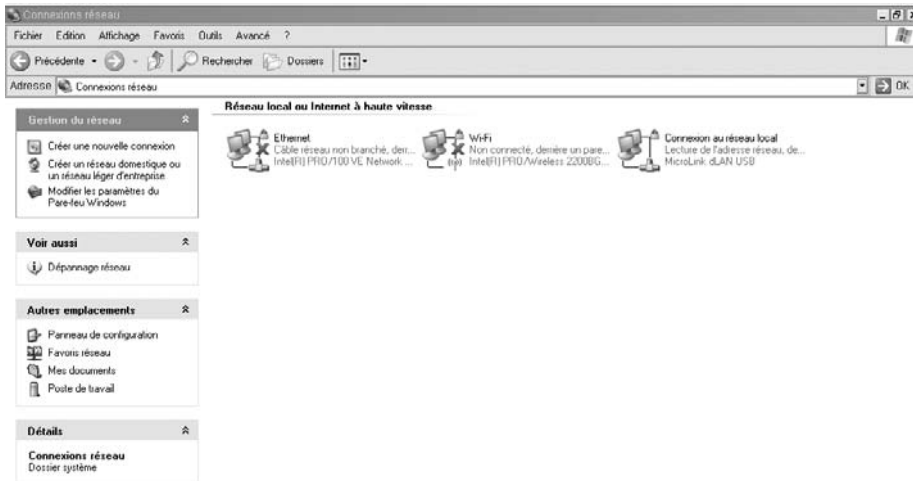 Connexions réseau
Fichier Edition Affichage Favoris Outils Avancé ?
Précédente Rechercher Dossiers
Adresse Connexions réseau OK
Gestion du réseau
Créer une nouvelle connexion
Créer un réseau domestique ou
un réseau léger d'entreprise
Modifier les paramètres du
Pare-feu Windows
Voir aussi
Dépannage réseau
Autres emplacements
Panneau de configuration
Favoris réseau
Mes documents
Poste de travail
Détails
Connexions réseau
Dossier système
Réseau local ou Internet à haute vitesse
Ethernet
Câble réseau non branché, derr...
Intel(R) PRO/100 VE Network ...
Wi-Fi
Non connecté, derrière un pare...
Intel(R) PRO/Wireless 2200BG...
Connexion au réseau local
Lecture de l'adresse réseau, de...
MicroLink dLAN USB